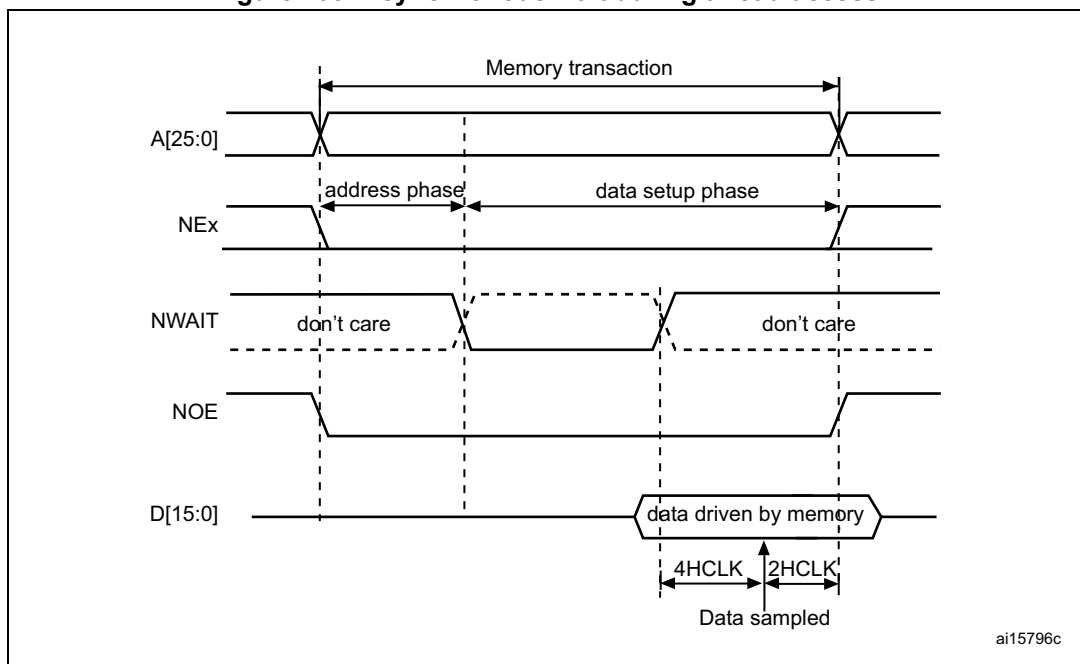 Memory transaction
A[25:0]
address phase
data setup phase
NEx
NWAIT
don't care
don't care
NOE
D[15:0]
data driven by memory
4HCLK
2HCLK
Data sampled
ai15796c